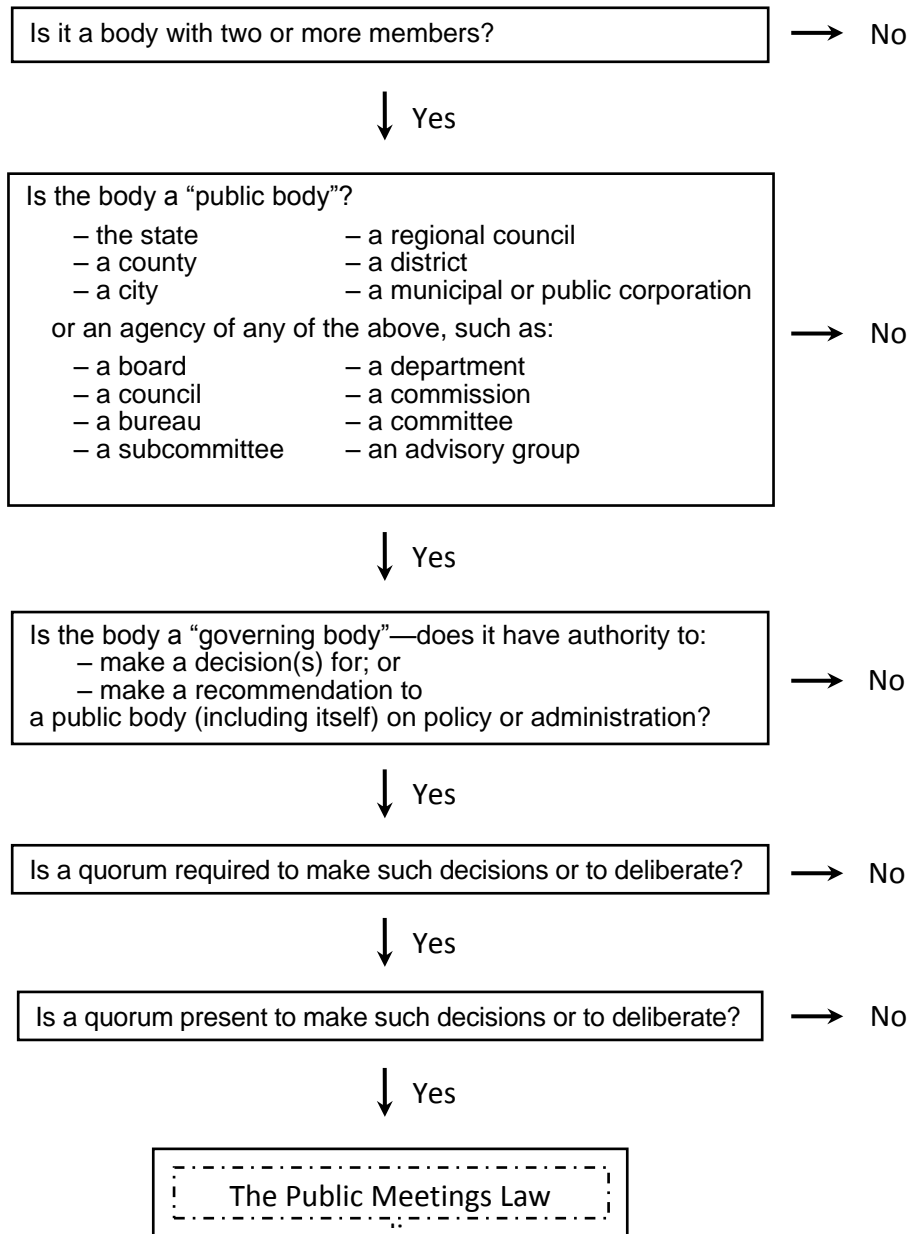 Is it a body with two or more members?
No
Yes
Is the body a “public body”?
– the state – a regional council
– a county – a district
– a city – a municipal or public corporation
or an agency of any of the above, such as:
No
– a board – a department
– a council – a commission
– a bureau – a committee
– a subcommittee – an advisory group
Yes
Is the body a “governing body”—does it have authority to:
– make a decision(s) for; or
– make a recommendation to
No
a public body (including itself) on policy or administration?
Yes
Is a quorum required to make such decisions or to deliberate?
No
Yes
Is a quorum present to make such decisions or to deliberate?
No
Yes
The Public Meetings Law